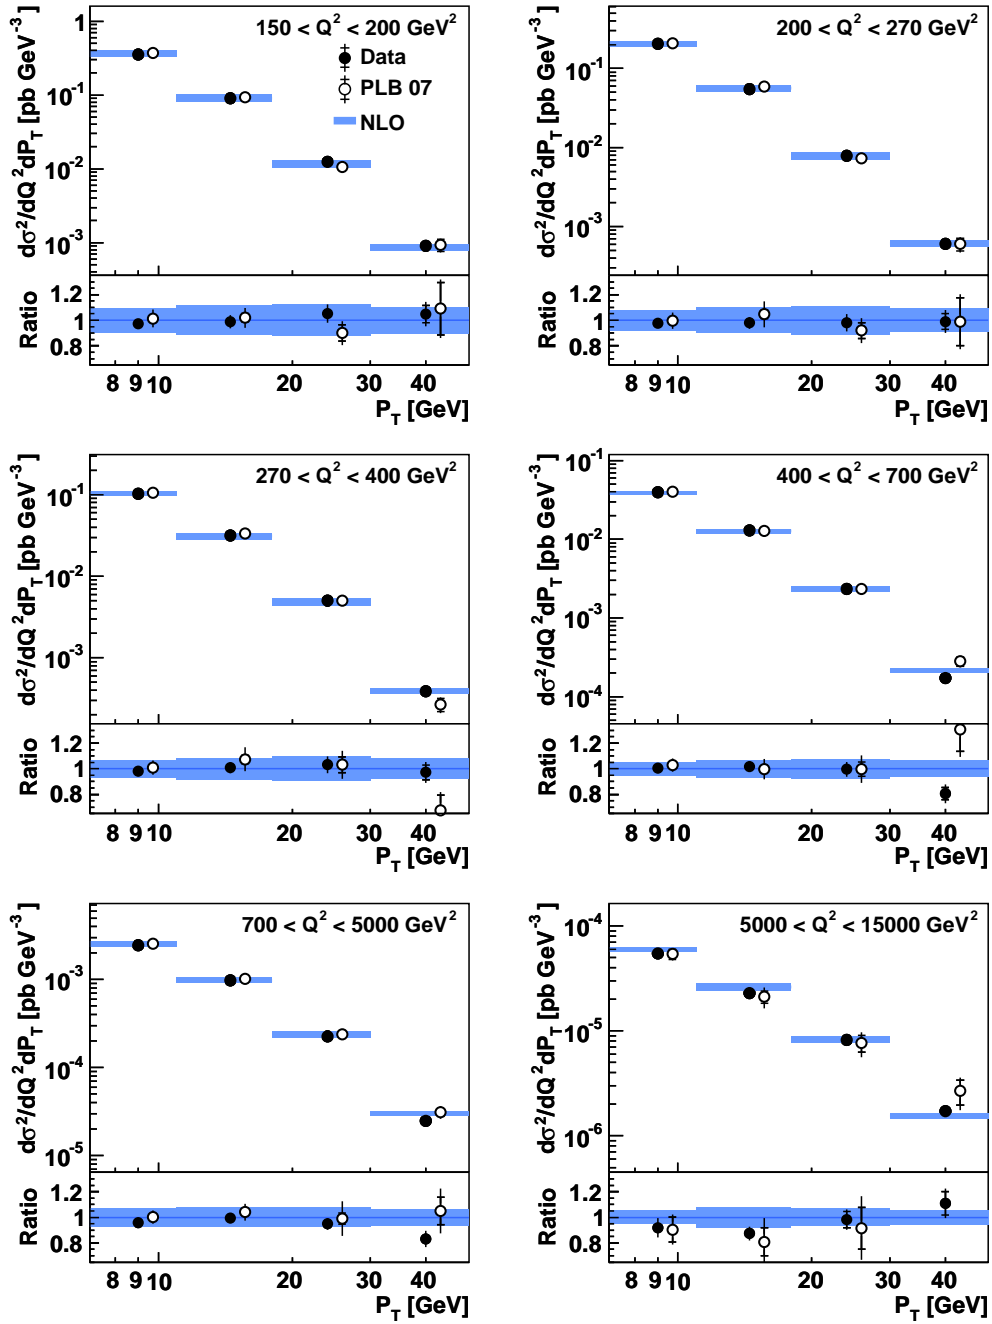 150 < Q² < 200 GeV²
Data
PLB 07
NLO
dσ²/dQ²dP_T [pb GeV⁻³]
1
10⁻¹
10⁻²
10⁻³
Ratio
1.2
1
0.8
8 9 10 20 30 40
P_T [GeV]
200 < Q² < 270 GeV²
dσ²/dQ²dP_T [pb GeV⁻³]
10⁻¹
10⁻²
10⁻³
Ratio
1.2
1
0.8
8 9 10 20 30 40
P_T [GeV]
270 < Q² < 400 GeV²
dσ²/dQ²dP_T [pb GeV⁻³]
10⁻¹
10⁻²
10⁻³
Ratio
1.2
1
0.8
8 9 10 20 30 40
P_T [GeV]
400 < Q² < 700 GeV²
dσ²/dQ²dP_T [pb GeV⁻³]
10⁻¹
10⁻²
10⁻³
10⁻⁴
Ratio
1.2
1
0.8
8 9 10 20 30 40
P_T [GeV]
700 < Q² < 5000 GeV²
dσ²/dQ²dP_T [pb GeV⁻³]
10⁻³
10⁻⁴
10⁻⁵
Ratio
1.2
1
0.8
8 9 10 20 30 40
P_T [GeV]
5000 < Q² < 15000 GeV²
dσ²/dQ²dP_T [pb GeV⁻³]
10⁻⁴
10⁻⁵
10⁻⁶
Ratio
1.2
1
0.8
8 9 10 20 30 40
P_T [GeV]